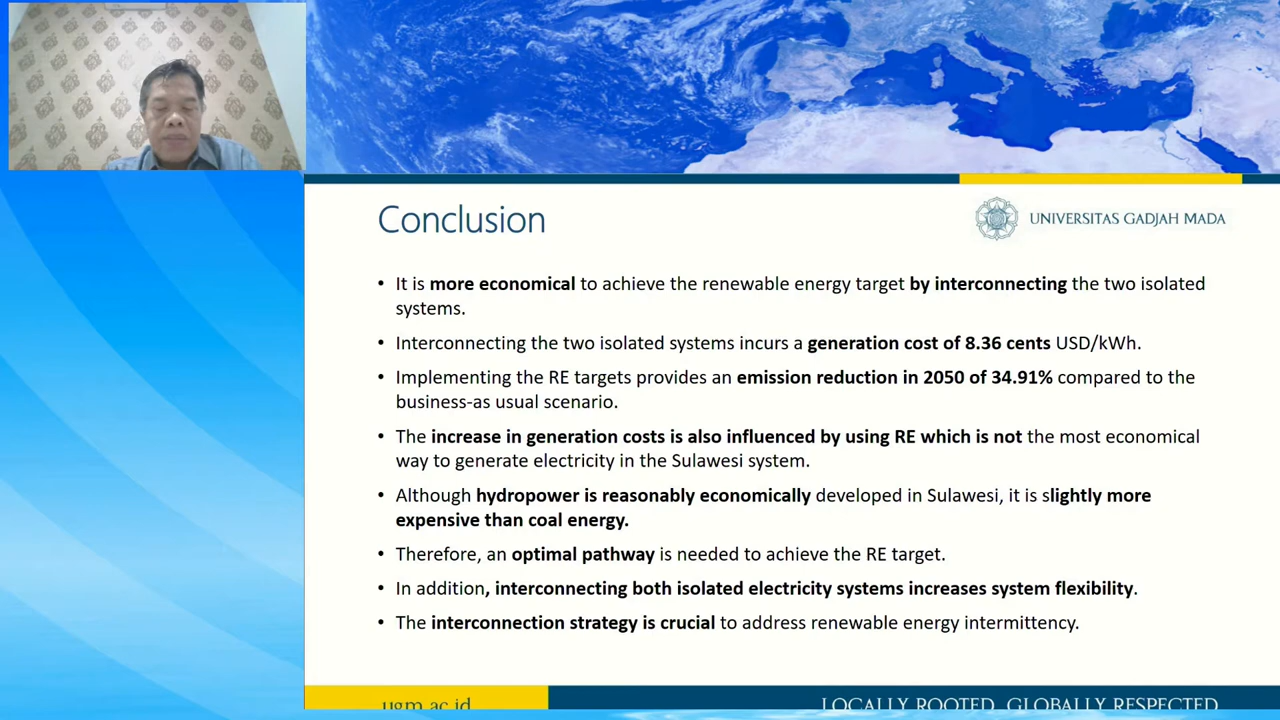 Conclusion
UNIVERSITAS GADJAH MADA
• It is more economical to achieve the renewable energy target by interconnecting the two isolated
systems.
• Interconnecting the two isolated systems incurs a generation cost of 8.36 cents USD/kWh.
• Implementing the RE targets provides an emission reduction in 2050 of 34.91% compared to the
business-as usual scenario.
• The increase in generation costs is also influenced by using RE which is not the most economical
way to generate electricity in the Sulawesi system.
• Although hydropower is reasonably economically developed in Sulawesi, it is slightly more
expensive than coal energy.
• Therefore, an optimal pathway is needed to achieve the RE target.
• In addition, interconnecting both isolated electricity systems increases system flexibility.
• The interconnection strategy is crucial to address renewable energy intermittency.
ugm.ac.id
LOCALLY ROOTED, GLOBALLY RESPECTED